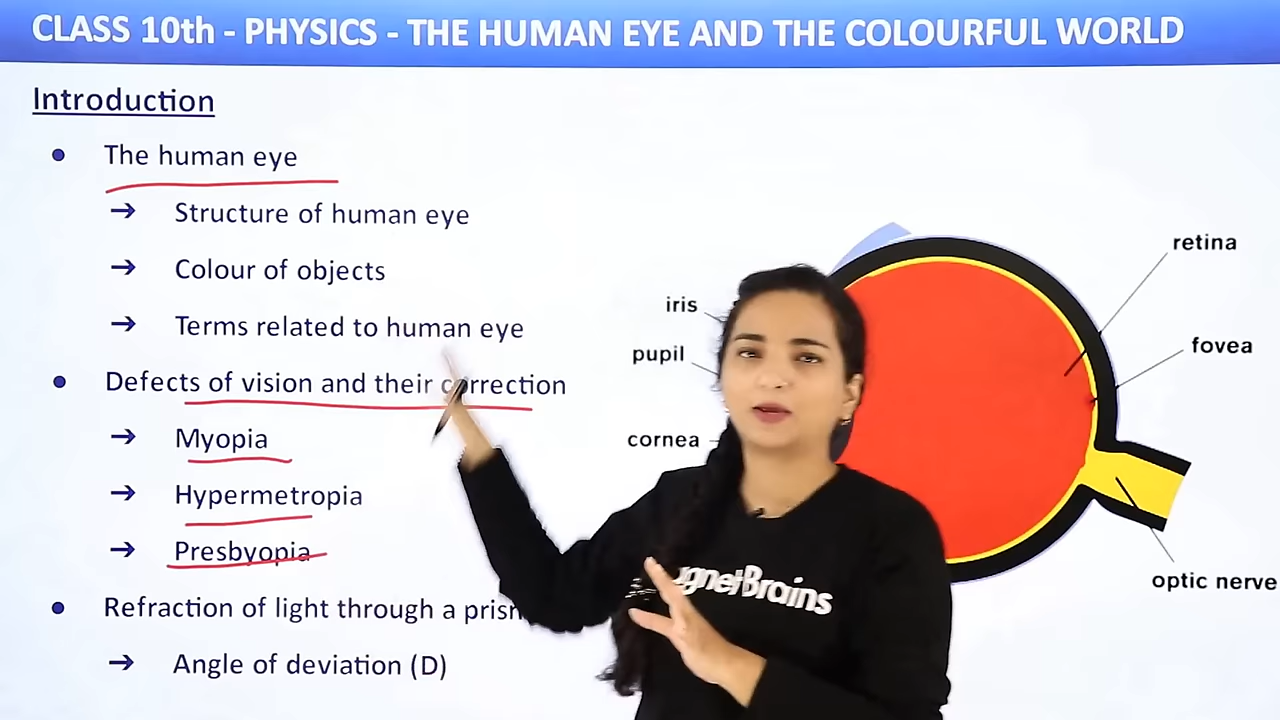 CLASS 10th - PHYSICS - THE HUMAN EYE AND THE COLOURFUL WORLD
Introduction
● The human eye
→ Structure of human eye
→ Colour of objects
→ Terms related to human eye
● Defects of vision and their correction
→ Myopia
→ Hypermetropia
→ Presbyopia
● Refraction of light through a
→ Angle of deviation (D)
iris
pupil
cornea
retina
fovea
optic nerve
Brains